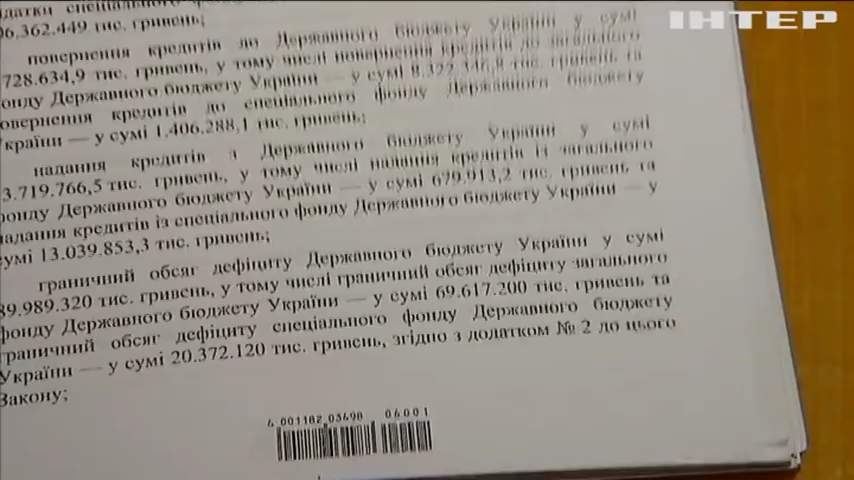 ІНТЕР
06.362.449 тис. гривень;
повернення кредитів до Державного бюджету України у сумі
728.634,9 тис. гривень, у тому числі повернення кредитів до загального
фонду Державного бюджету України — у сумі 8.322.346,8 тис. гривень та
повернення кредитів до спеціального фонду Державного бюджету
України — у сумі 1.406.288,1 тис. гривень;
надання кредитів з Державного бюджету України у сумі
3.719.766,5 тис. гривень, у тому числі надання кредитів із загального
фонду Державного бюджету України — у сумі 679.913,2 тис. гривень та
надання кредитів із спеціального фонду Державного бюджету України — у
сумі 13.039.853,3 тис. гривень;
граничний обсяг дефіциту Державного бюджету України у сумі
89.989.320 тис. гривень, у тому числі граничний обсяг дефіциту загального
фонду Державного бюджету України — у сумі 69.617.200 тис. гривень та
граничний обсяг дефіциту спеціального фонду Державного бюджету
України — у сумі 20.372.120 тис. гривень, згідно з додатком № 2 до цього
Закону;
4 001182 03698 06001